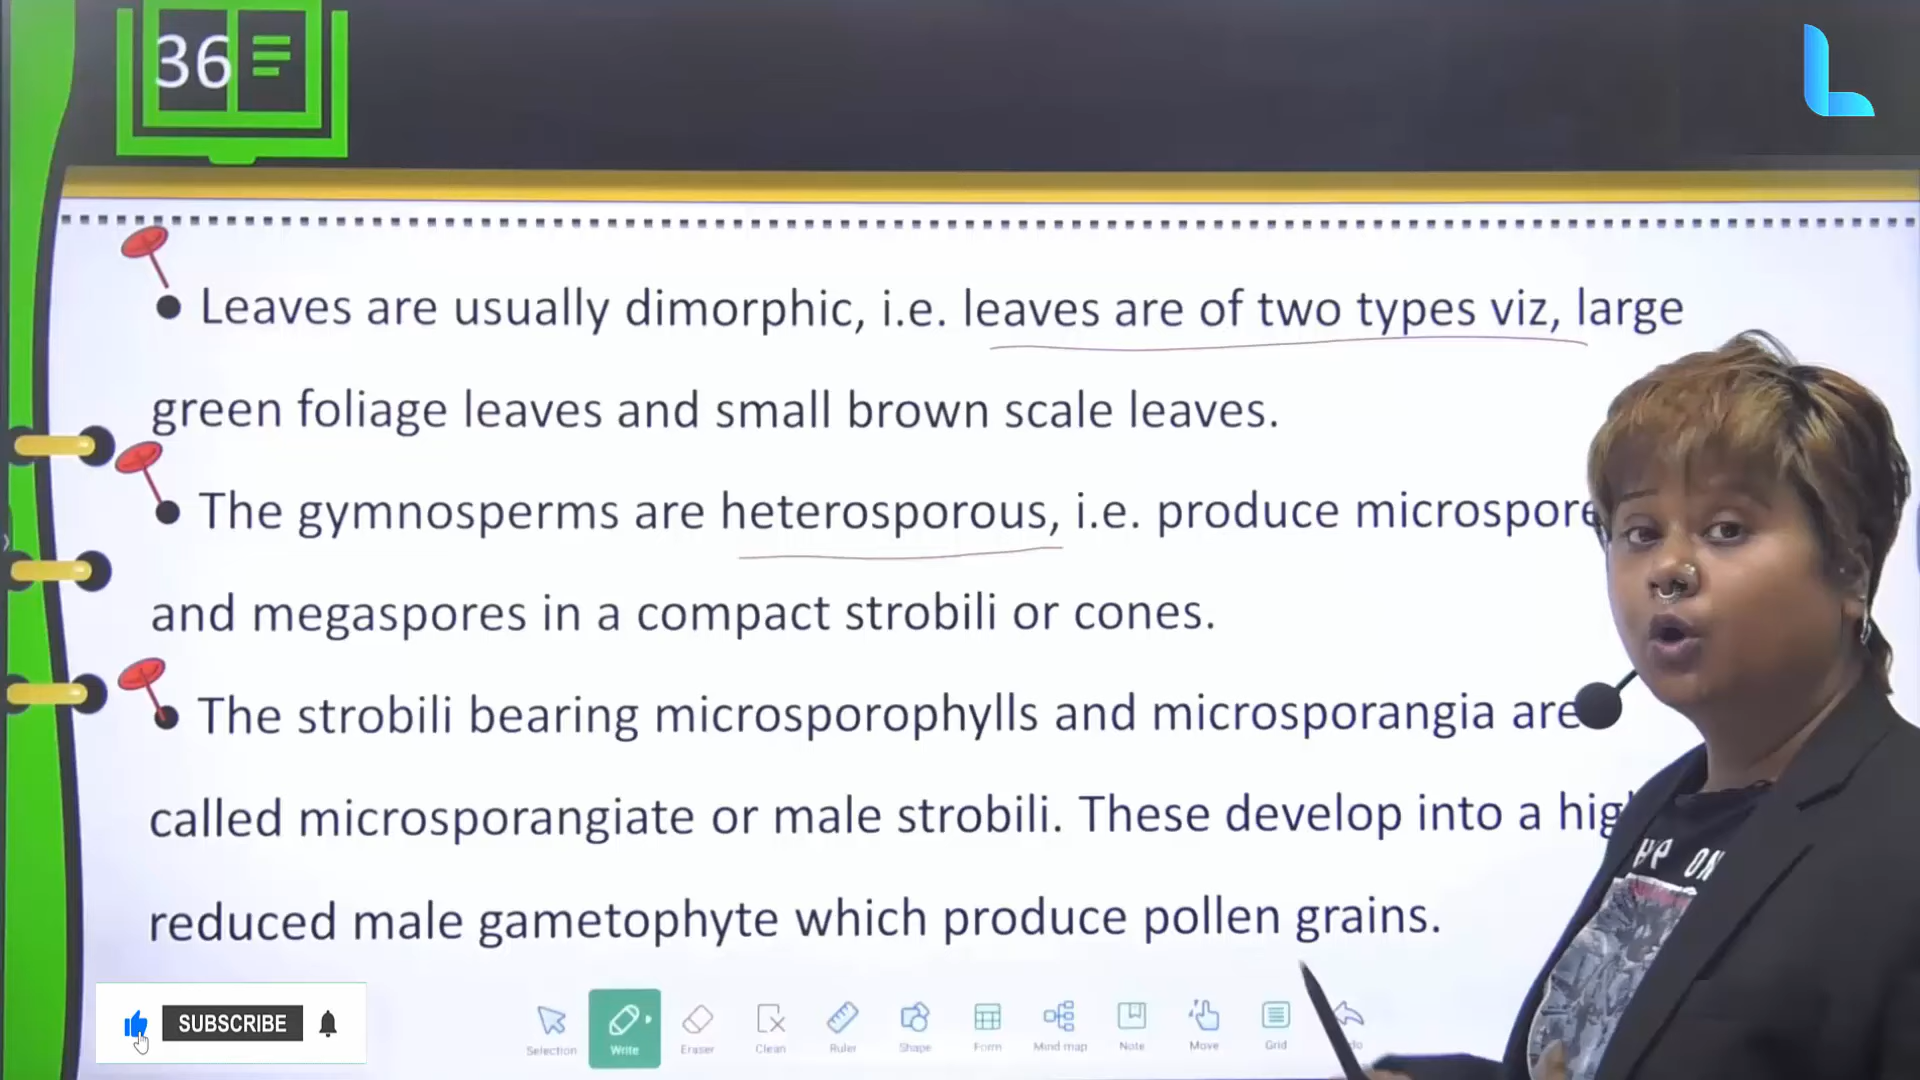 36
Leaves are usually dimorphic, i.e. leaves are of two types viz, large
green foliage leaves and small brown scale leaves.
The gymnosperms are heterosporous, i.e. produce microspore
and megaspores in a compact strobili or cones.
The strobili bearing microsporophylls and microsporangia are
called microsporangiate or male strobili. These develop into a
reduced male gametophyte which produce pollen grains.
ON
SUBSCRIBE
Selection Write Eraser Clean Ruler Shape Form Mind map Note Move Grid